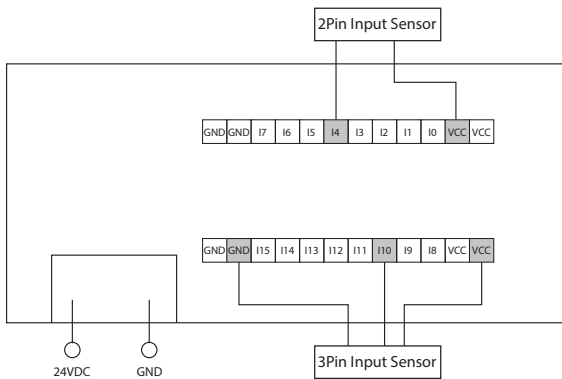 2Pin Input Sensor
GND GND I7 I6 I5 I4 I3 I2 I1 I0 VCC VCC
GND GND I15 I14 I13 I12 I11 I10 I9 I8 VCC VCC
24VDC GND
3Pin Input Sensor